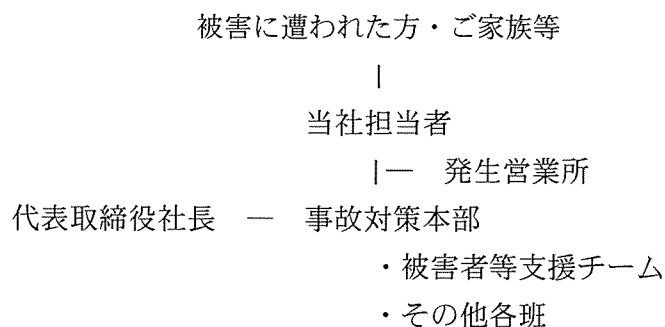 被害に遭われた方・ご家族等
|
当社担当者
|― 発生営業所
代表取締役社長 ― 事故対策本部
・被害者等支援チーム
・その他各班